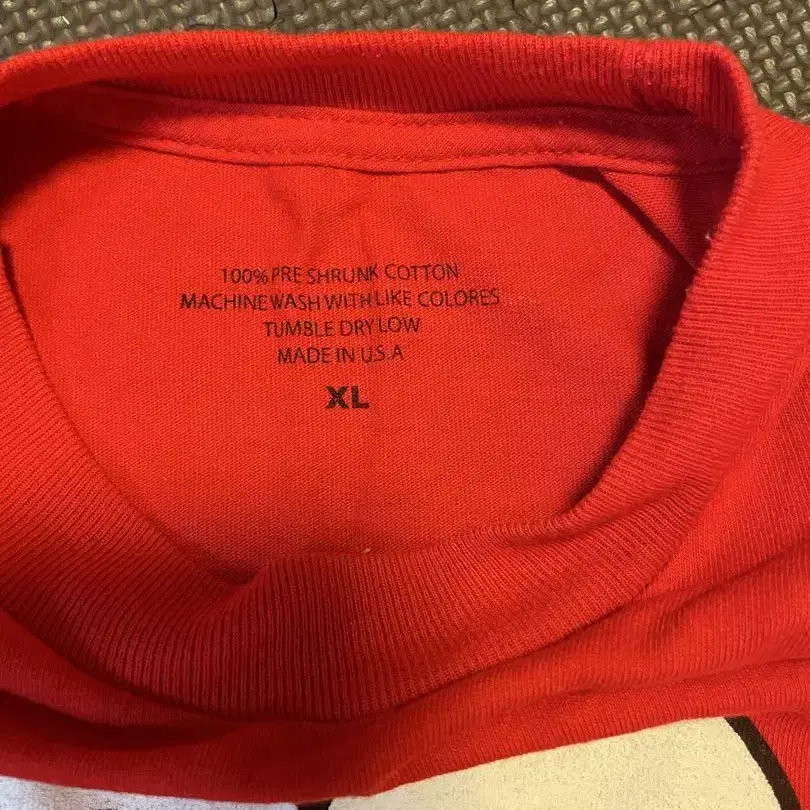 100% PRE SHRUNK COTTON
MACHINE WASH WITH LIKE COLORES
TUMBLE DRY LOW
MADE IN U.S.A
XL